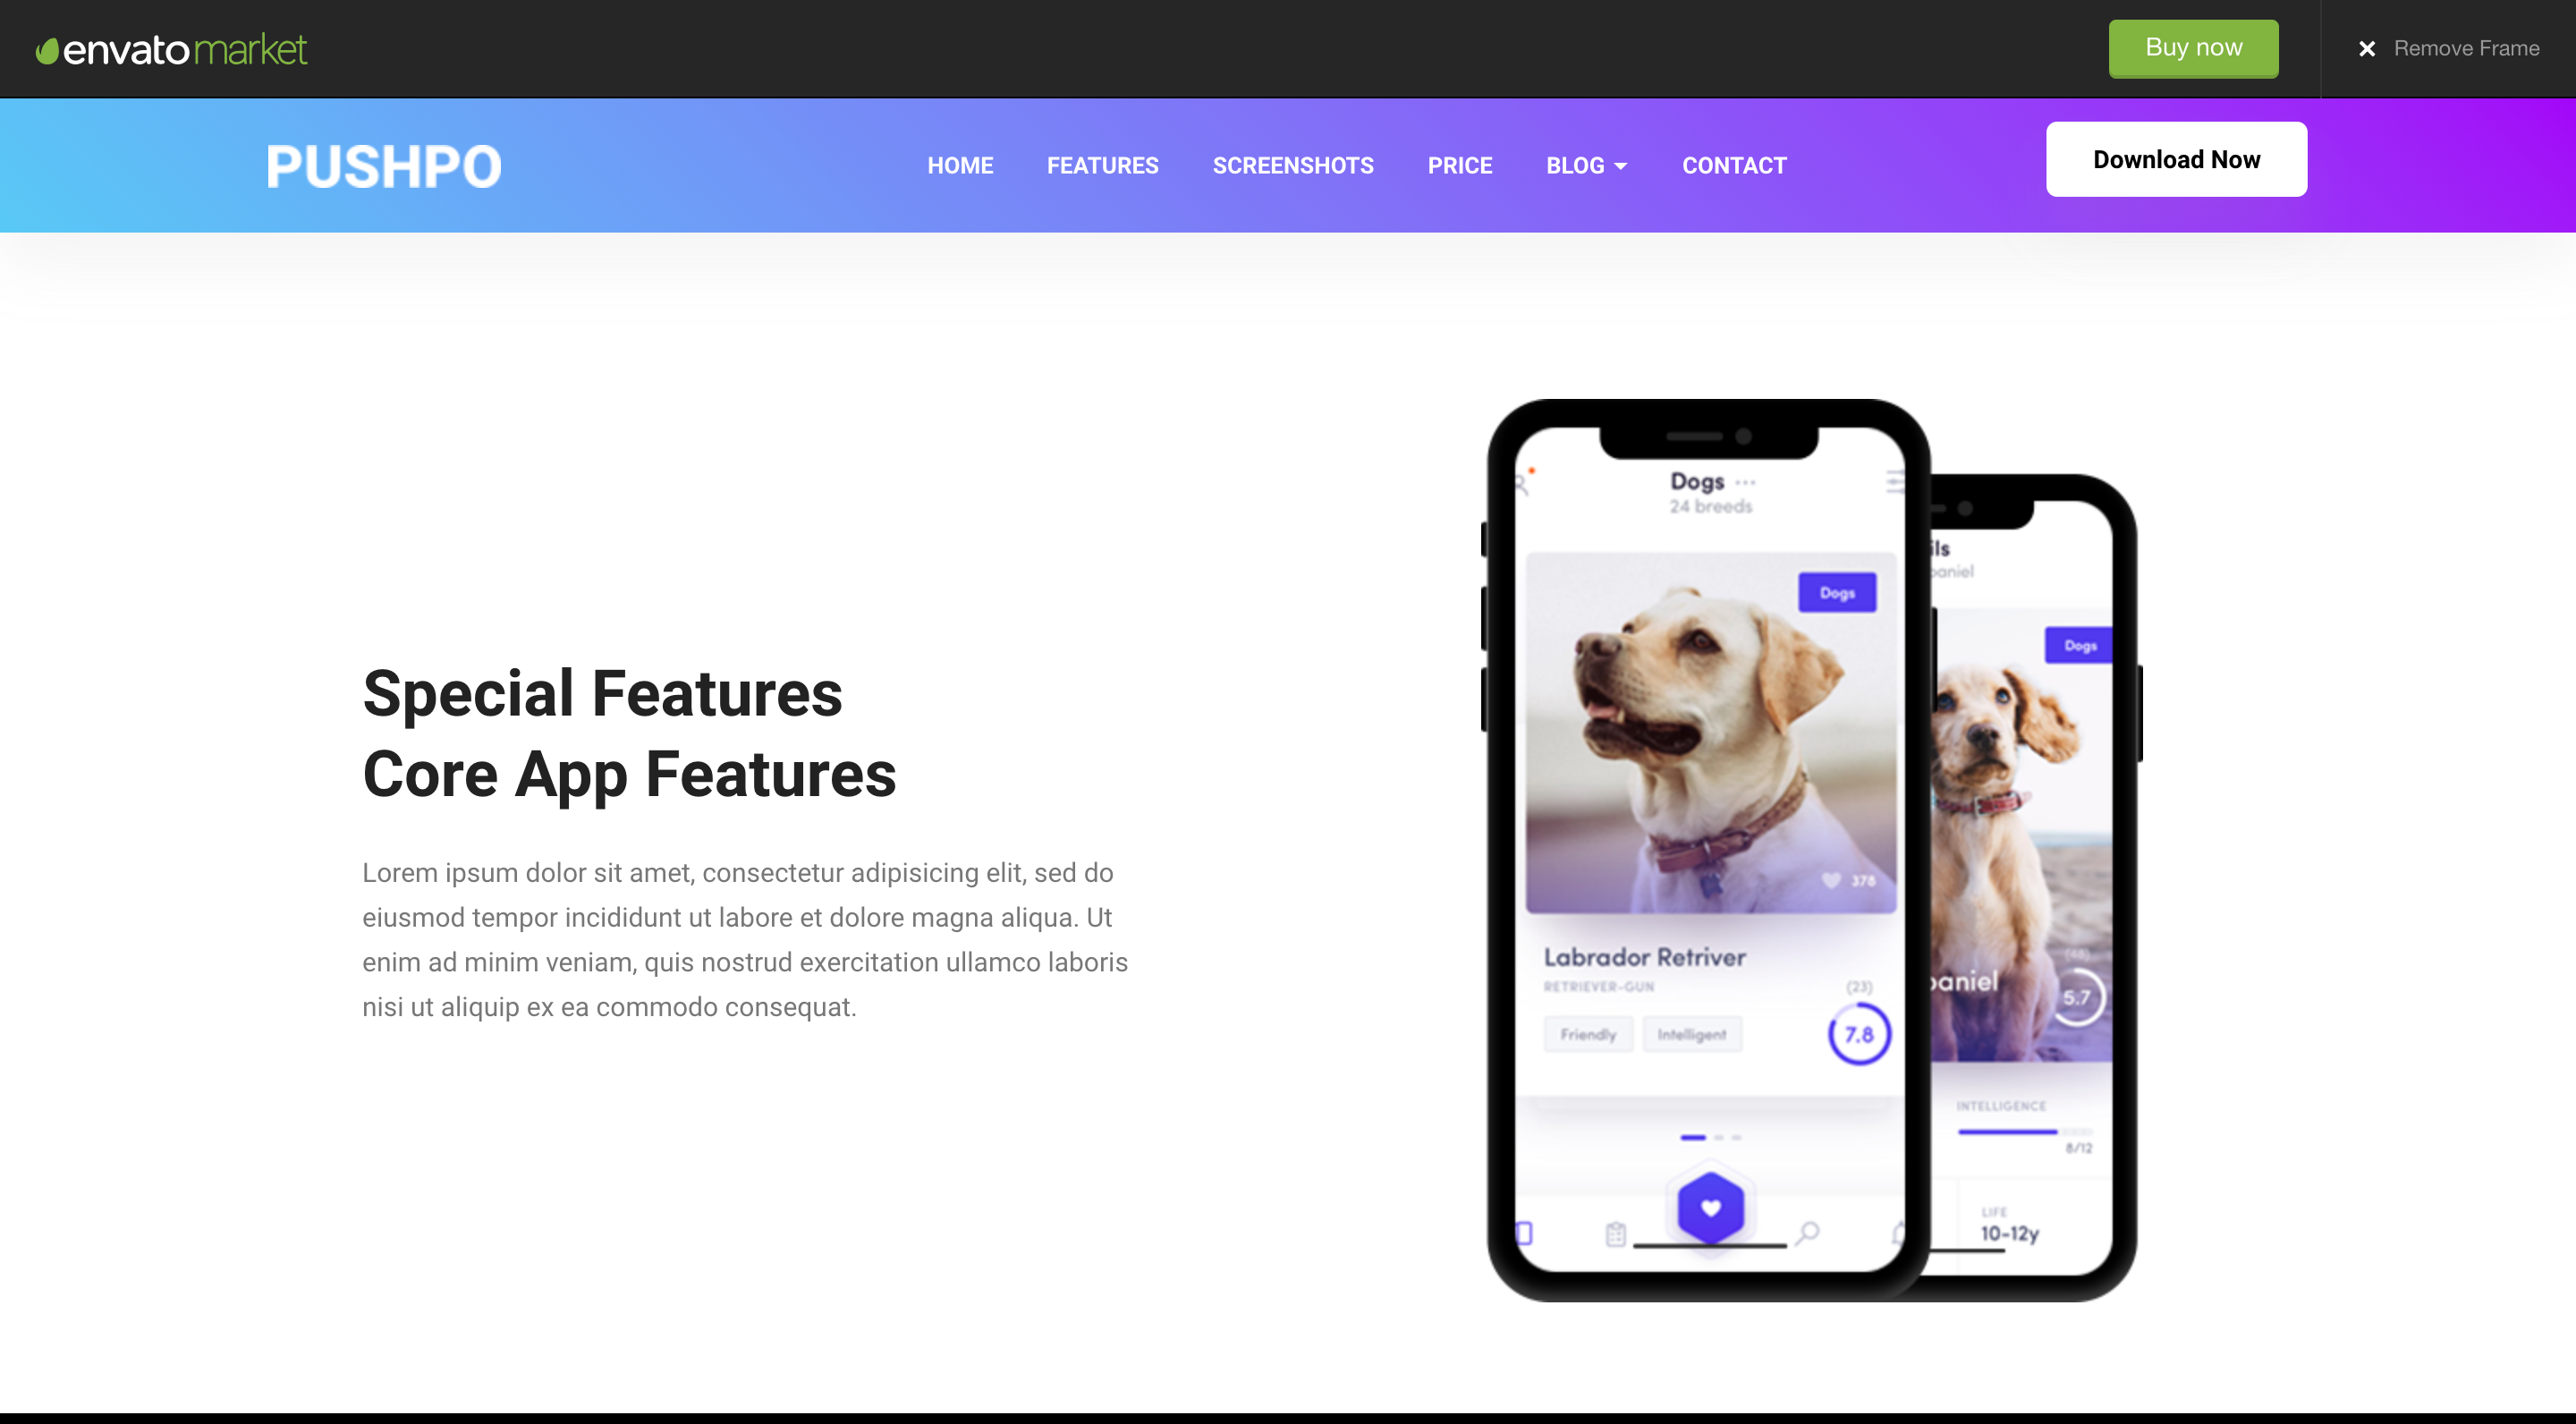 envato market
Buy now
Remove Frame
PUSHPO
HOME
FEATURES
SCREENSHOTS
PRICE
BLOG
CONTACT
Download Now
Special Features
Core App Features
Lorem ipsum dolor sit amet, consectetur adipisicing elit, sed do
eiusmod tempor incididunt ut labore et dolore magna aliqua. Ut
enim ad minim veniam, quis nostrud exercitation ullamco laboris
nisi ut aliquip ex ea commodo consequat.
Dogs
24 breeds
Dogs
378
Labrador Retriver
RETRIEVER-GUN
(23)
Friendly
Intelligent
7.8
ils
paniel
Dogs
(48)
paniel
5.7
INTELLIGENCE
8/12
LIFE
10-12y